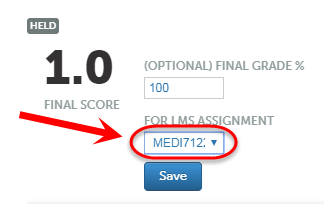 HELD
1.0
FINAL SCORE
(OPTIONAL) FINAL GRADE %
100
FOR LMS ASSIGNMENT
MEDI712
Save